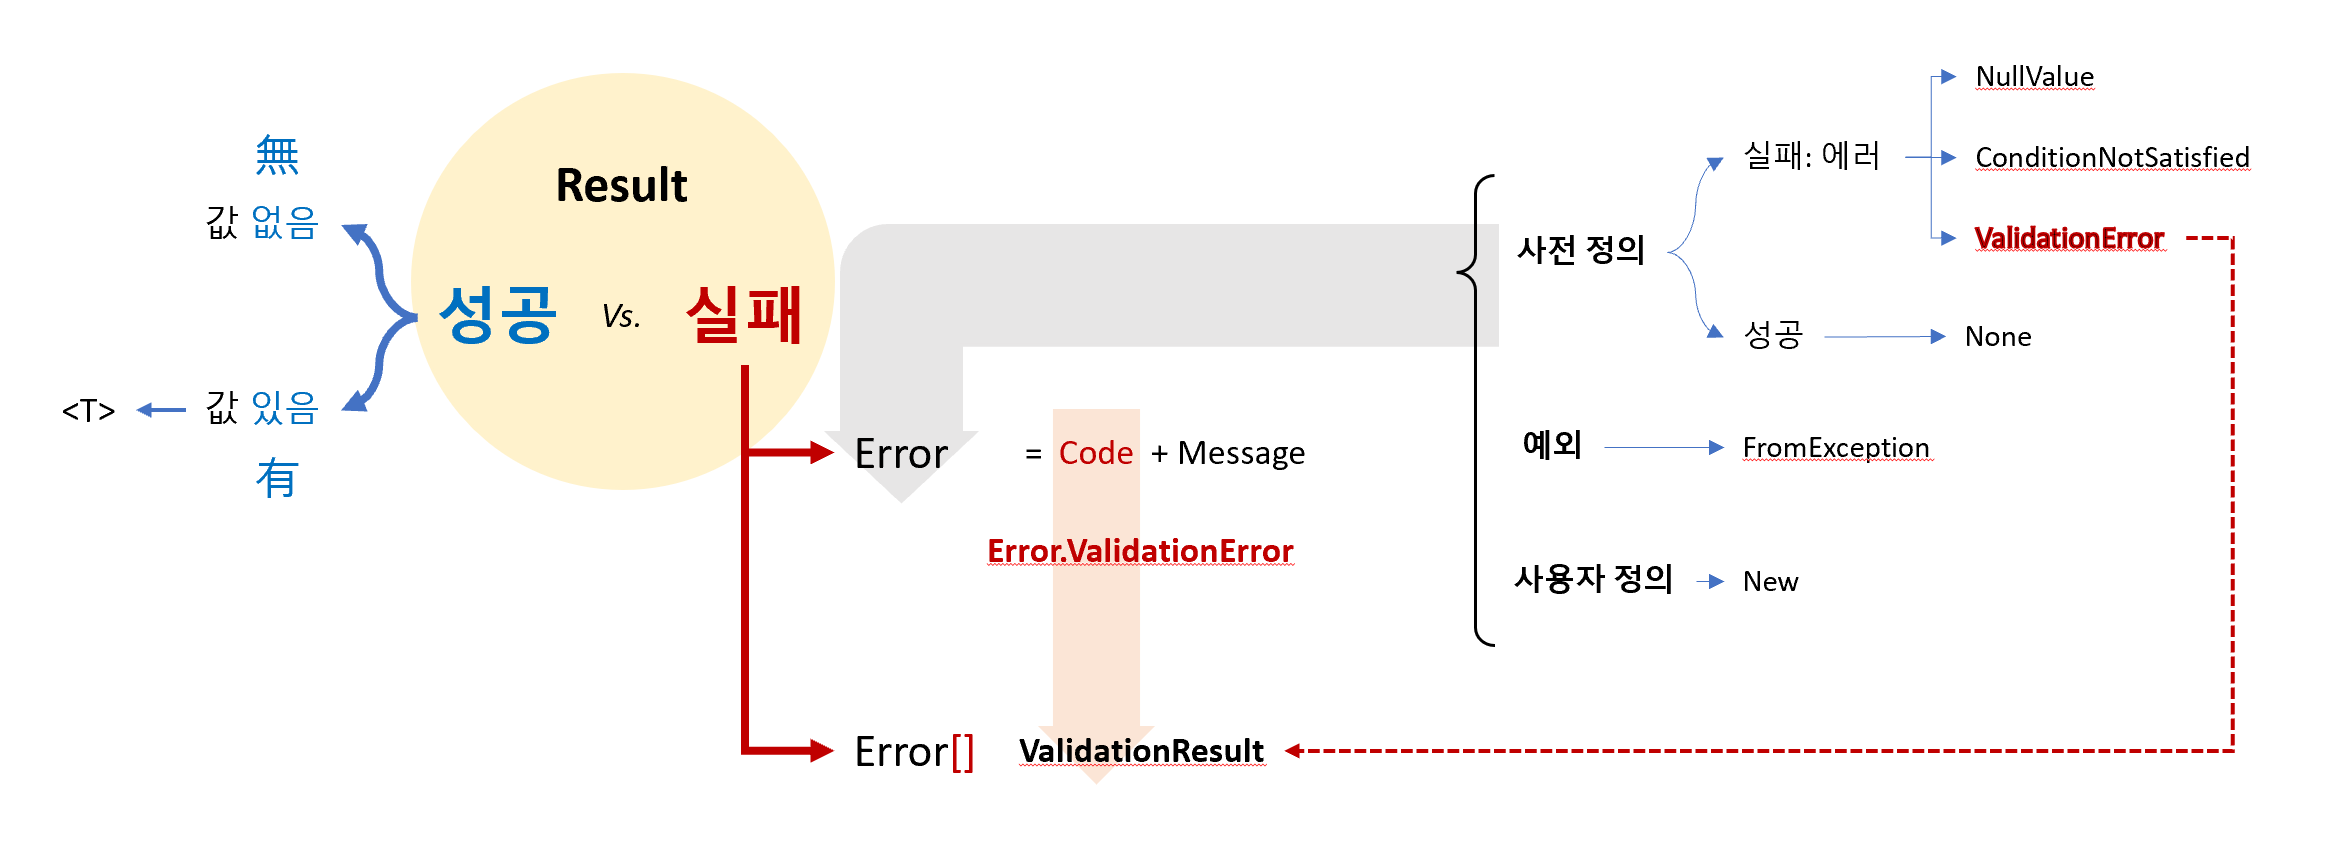 Result
성공 Vs. 실패
無
값 없음
<T> 값 있음
有
Error = Code + Message
Error.ValidationError
Error[] ValidationResult
사전 정의
실패: 에러
NullValue
ConditionNotSatisfied
ValidationError
성공
None
예외
FromException
사용자 정의
New